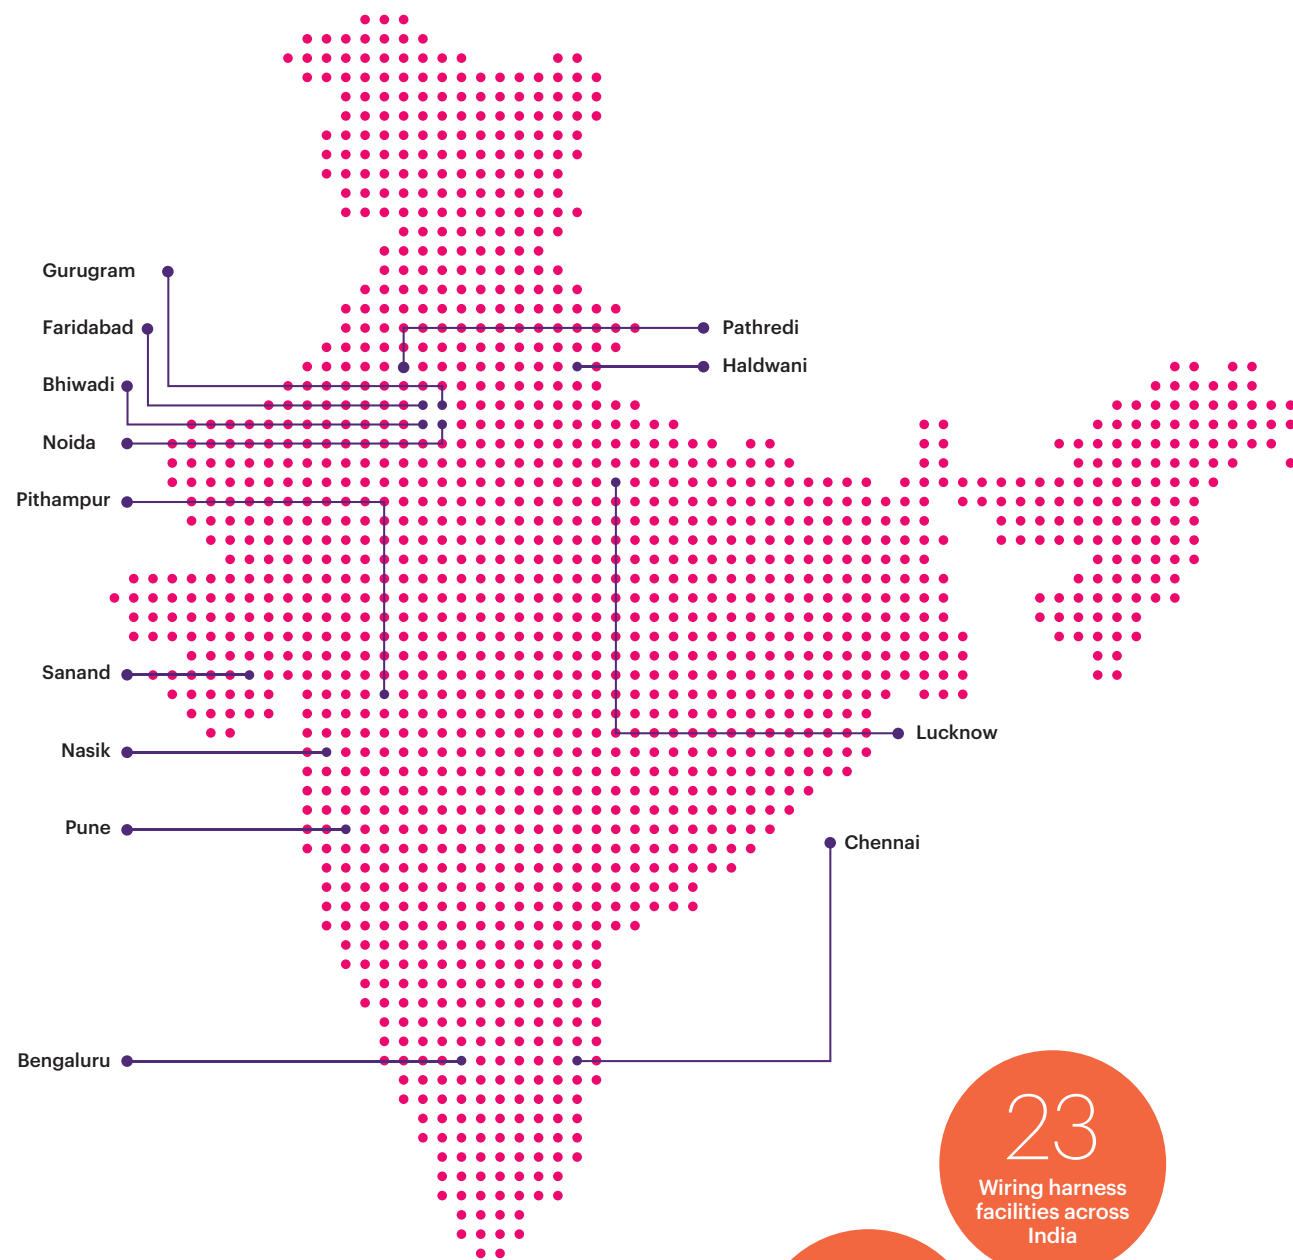 Gurugram
Faridabad
Bhiwadi
Noida
Pithampur
Sanand
Nasik
Pune
Bengaluru
Pathredi
Haldwani
Lucknow
Chennai
23
Wiring harness
facilities across
India